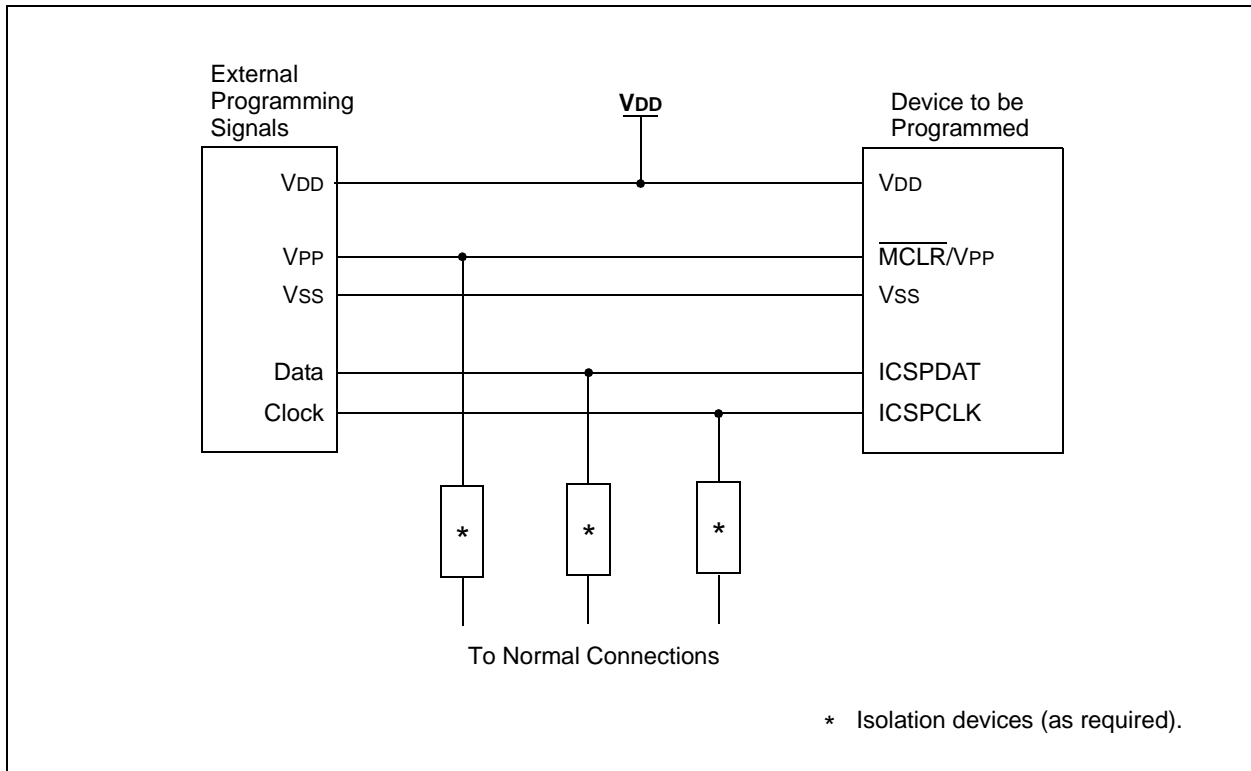 External
Programming
Signals
VDD
Device to be
Programmed
VDD
VDD
VPP
MCLR/VPP
VSS
VSS
Data
ICSPDAT
Clock
ICSPCLK
*
*
*
To Normal Connections
* Isolation devices (as required).